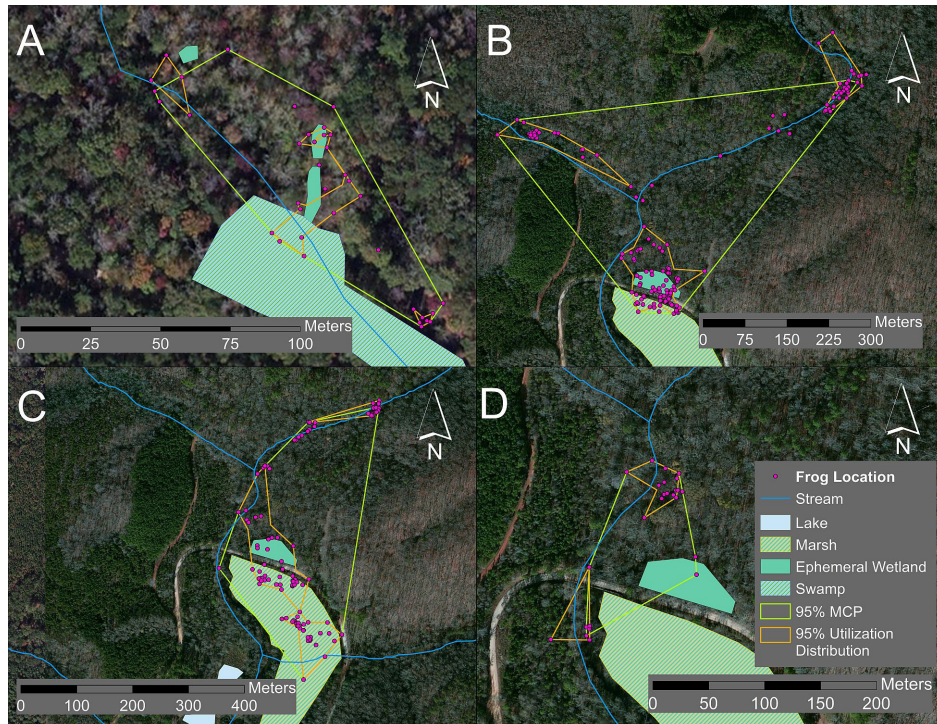 A
N
Meters
0 25 50 75 100
B
N
Meters
0 75 150 225 300
C
N
Meters
0 100 200 300 400
D
N
Frog Location
Stream
Lake
Marsh
Ephemeral Wetland
Swamp
95% MCP
95% Utilization
Distribution
Meters
0 50 100 150 200